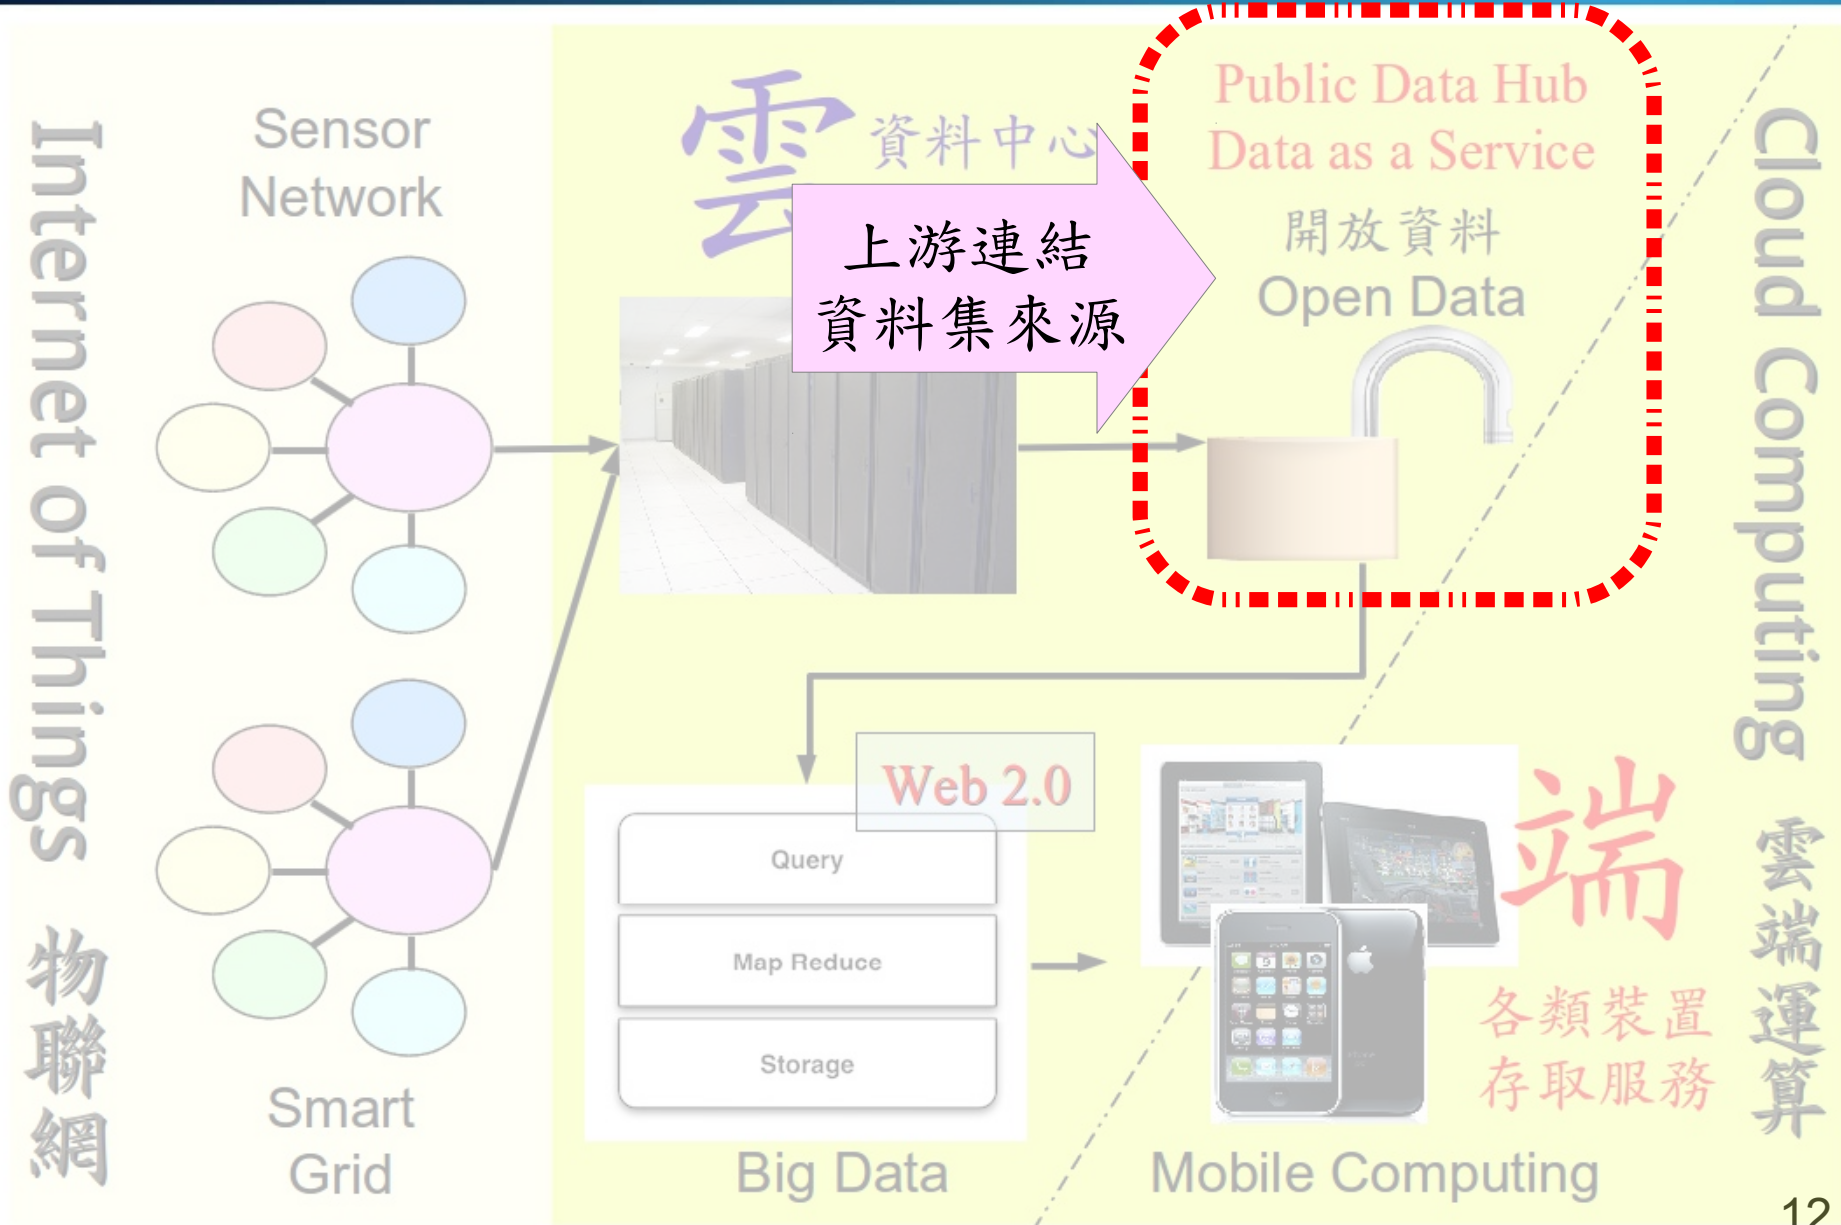 Internet of Things 物聯網
Sensor
Network
Smart
Grid
雲 資料中心
上游連結
資料集來源
Public Data Hub
Data as a Service
開放資料
Open Data
Web 2.0
Query
Map Reduce
Storage
Big Data
端
各類裝置
存取服務
Mobile Computing
Cloud Computing 雲端運算
12